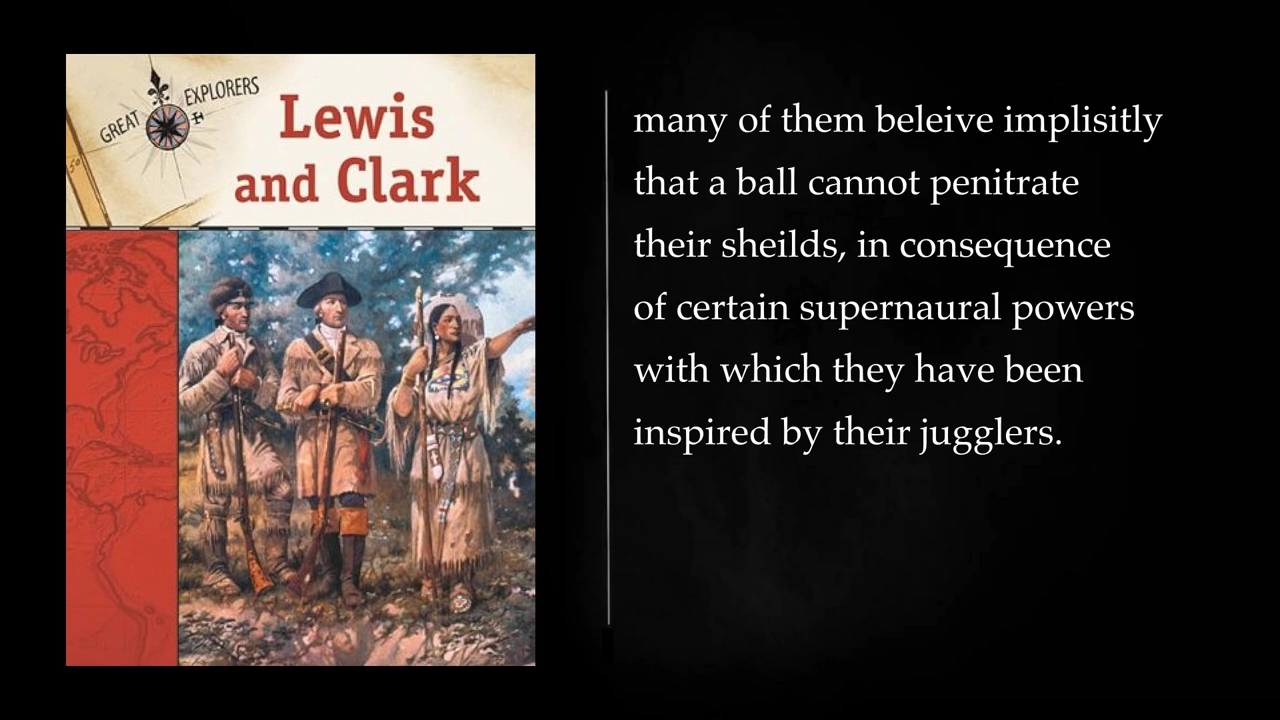 GREAT EXPLORERS
Lewis
and Clark
50
many of them beleive implisitly
that a ball cannot penitrate
their sheilds, in consequence
of certain supernaural powers
with which they have been
inspired by their jugglers.